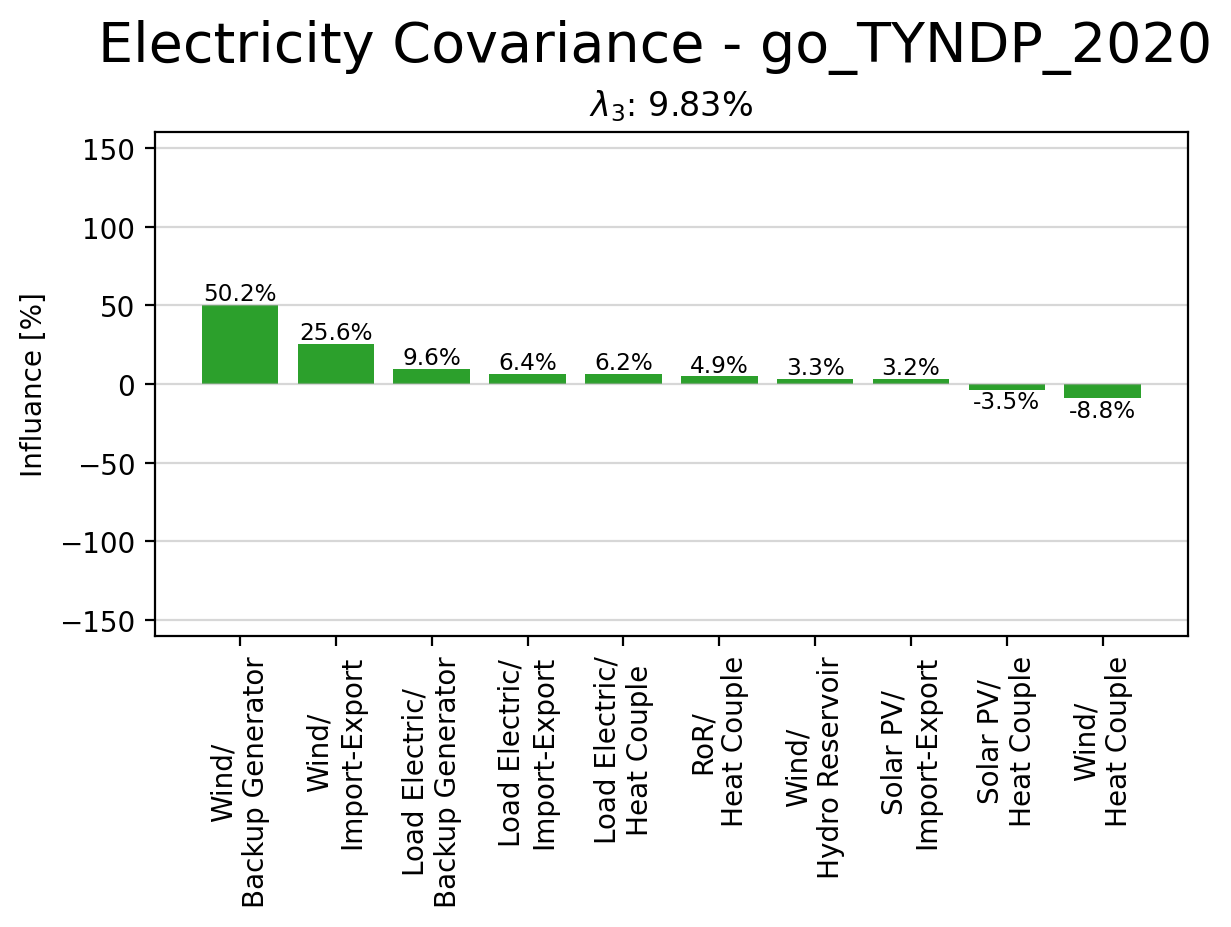 Electricity Covariance - go_TYNDP_2020
λ3: 9.83%
Influance [%]
150
100
50
0
−50
−100
−150
50.2%
25.6%
9.6%
6.4%
6.2%
4.9%
3.3%
3.2%
-3.5%
-8.8%
Wind/
Backup Generator
Wind/
Import-Export
Load Electric/
Backup Generator
Load Electric/
Import-Export
Load Electric/
Heat Couple
RoR/
Heat Couple
Wind/
Hydro Reservoir
Solar PV/
Import-Export
Solar PV/
Heat Couple
Wind/
Heat Couple